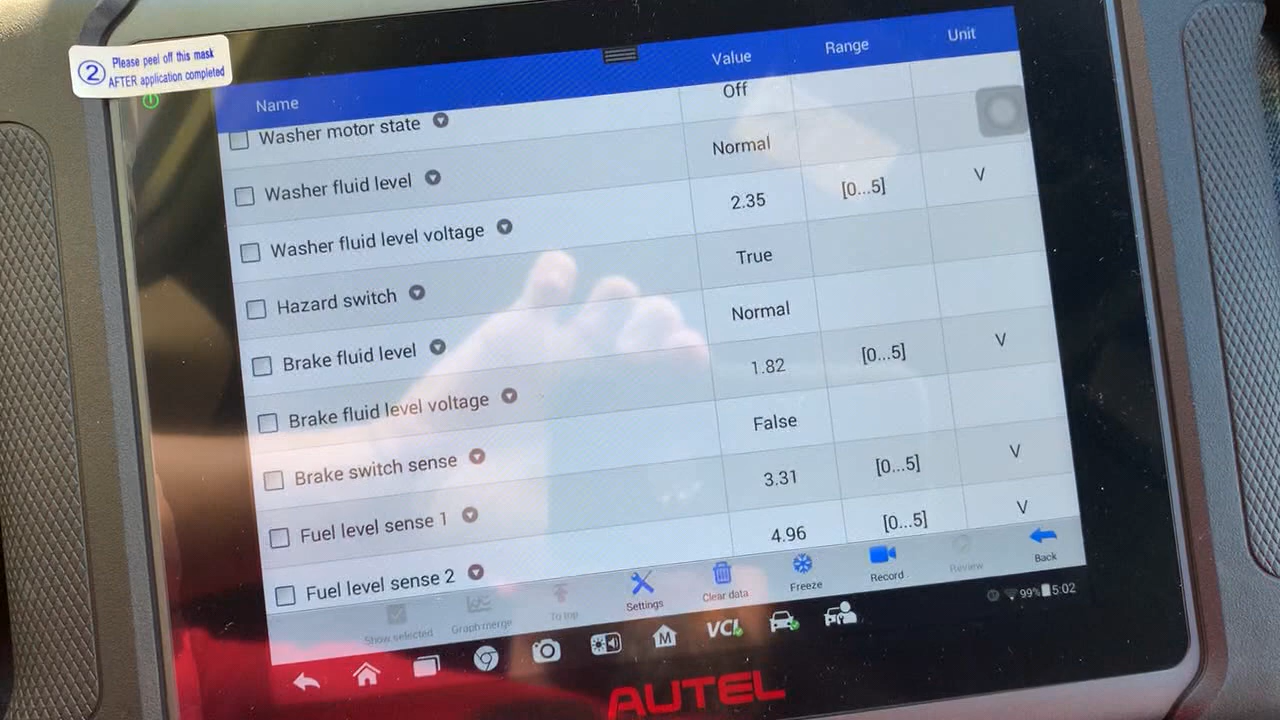 2 Please peel off this mask
AFTER application completed
Name Value Range Unit
Washer motor state Off
Washer fluid level Normal
Washer fluid level voltage 2.35 [0...5] V
Hazard switch True
Brake fluid level Normal
Brake fluid level voltage 1.82 [0...5] V
Brake switch sense False
Fuel level sense 1 3.31 [0...5] V
Fuel level sense 2 4.96 [0...5] V
Show selected Graph merge To top Settings Clear data Freeze Record Review Back
M VCI 99% 5:02
AUTEL